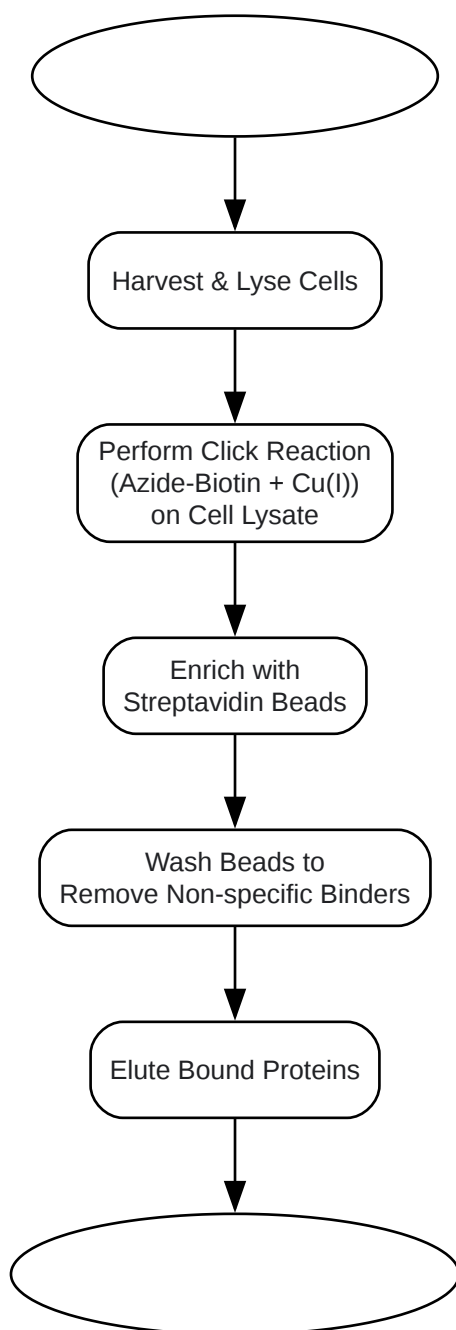 Harvest & Lyse Cells
Perform Click Reaction
(Azide-Biotin + Cu(I))
on Cell Lysate
Enrich with
Streptavidin Beads
Wash Beads to
Remove Non-specific Binders
Elute Bound Proteins